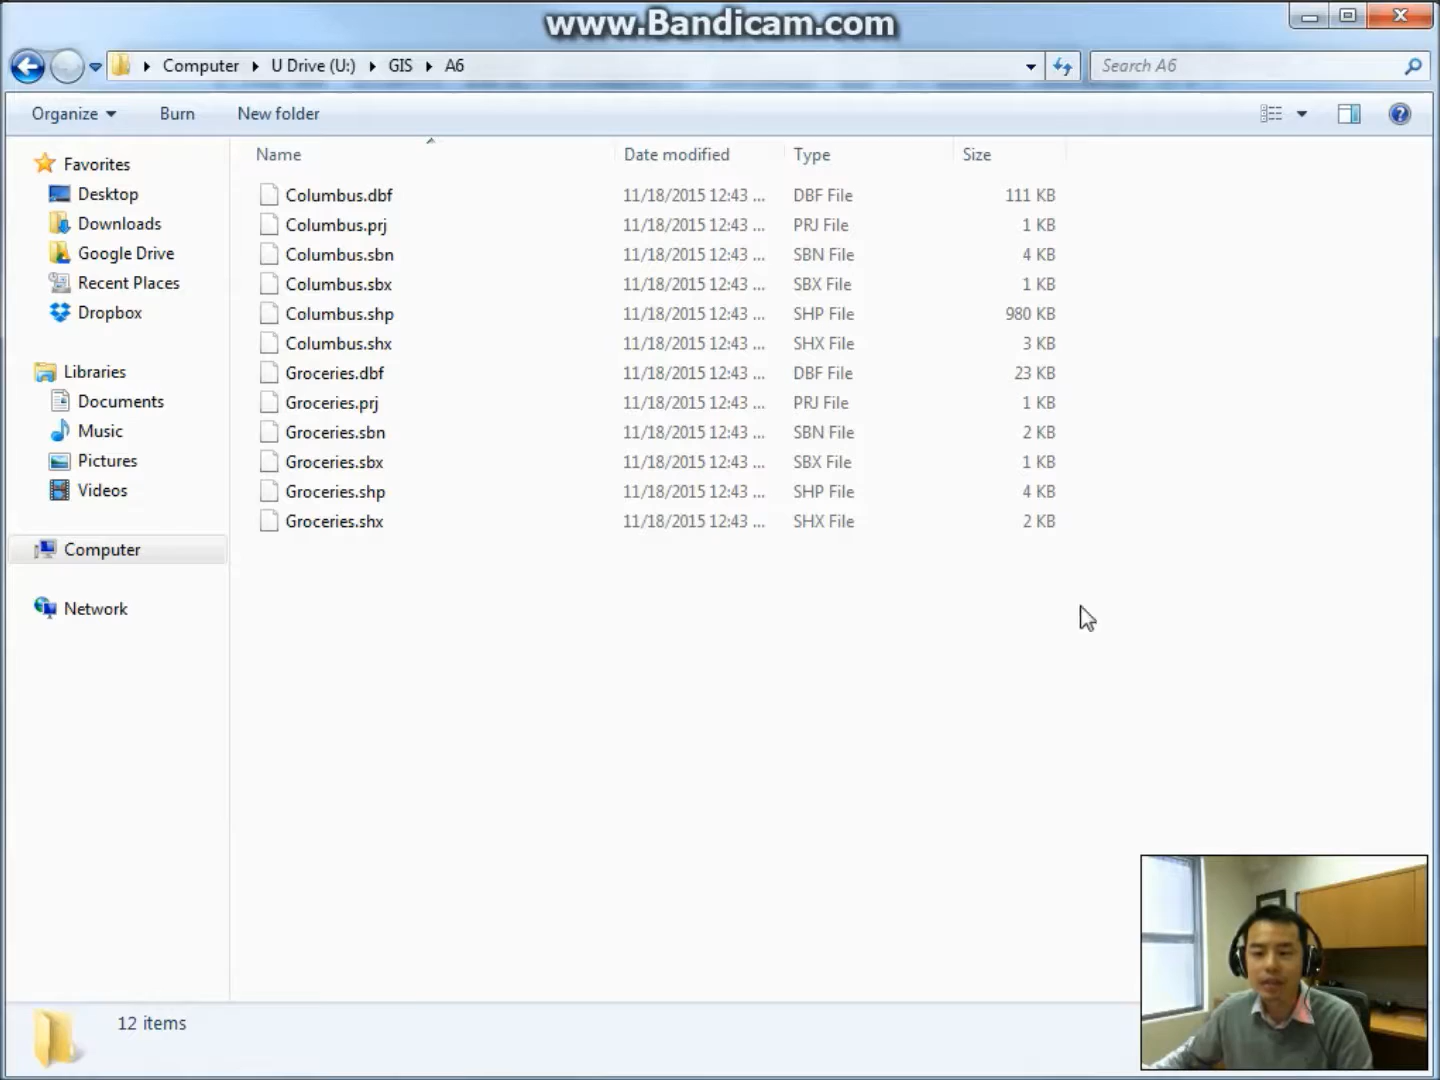 www.Bandicam.com
Computer U Drive (U:) GIS A6
Search A6
Organize Burn New folder
Name Date modified Type Size
Favorites
Desktop
Downloads
Google Drive
Recent Places
Dropbox
Libraries
Documents
Music
Pictures
Videos
Computer
Network
Columbus.dbf 11/18/2015 12:43 ... DBF File 111 KB
Columbus.prj 11/18/2015 12:43 ... PRJ File 1 KB
Columbus.sbn 11/18/2015 12:43 ... SBN File 4 KB
Columbus.sbx 11/18/2015 12:43 ... SBX File 1 KB
Columbus.shp 11/18/2015 12:43 ... SHP File 980 KB
Columbus.shx 11/18/2015 12:43 ... SHX File 3 KB
Groceries.dbf 11/18/2015 12:43 ... DBF File 23 KB
Groceries.prj 11/18/2015 12:43 ... PRJ File 1 KB
Groceries.sbn 11/18/2015 12:43 ... SBN File 2 KB
Groceries.sbx 11/18/2015 12:43 ... SBX File 1 KB
Groceries.shp 11/18/2015 12:43 ... SHP File 4 KB
Groceries.shx 11/18/2015 12:43 ... SHX File 2 KB
12 items